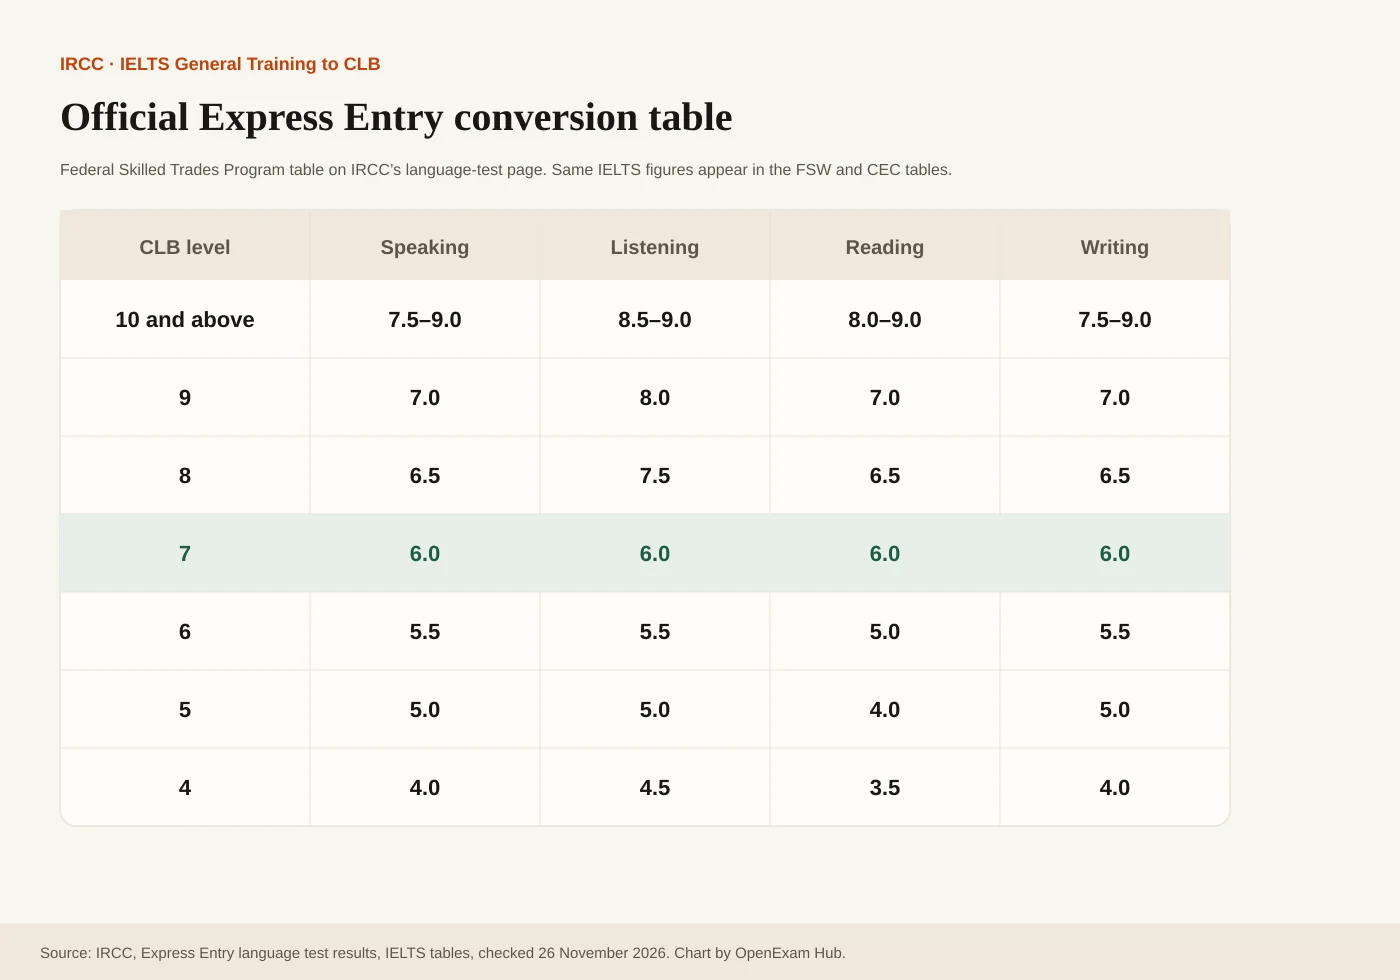 IRCC · IELTS General Training to CLB
Official Express Entry conversion table
Federal Skilled Trades Program table on IRCC's language-test page. Same IELTS figures appear in the FSW and CEC tables.
CLB level Speaking Listening Reading Writing
10 and above 7.5–9.0 8.5–9.0 8.0–9.0 7.5–9.0
9 7.0 8.0 7.0 7.0
8 6.5 7.5 6.5 6.5
7 6.0 6.0 6.0 6.0
6 5.5 5.5 5.0 5.5
5 5.0 5.0 4.0 5.0
4 4.0 4.5 3.5 4.0
Source: IRCC, Express Entry language test results, IELTS tables, checked 26 November 2026. Chart by OpenExam Hub.